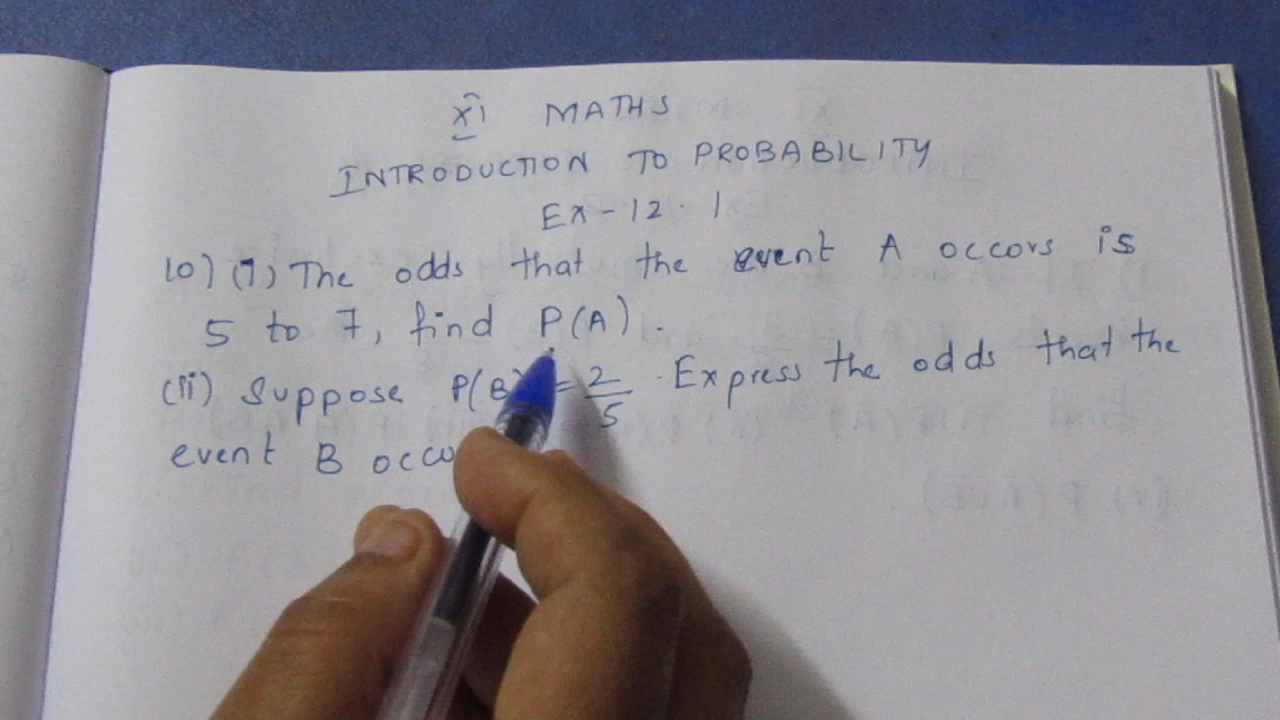 XI MATHS
INTRODUCTION TO PROBABILITY
Ex-12.1
10) (i) The odds that the event A occors is
5 to 7, find P(A).
(ii) Suppose P(B) = 2/5. Express the odds that the
event B